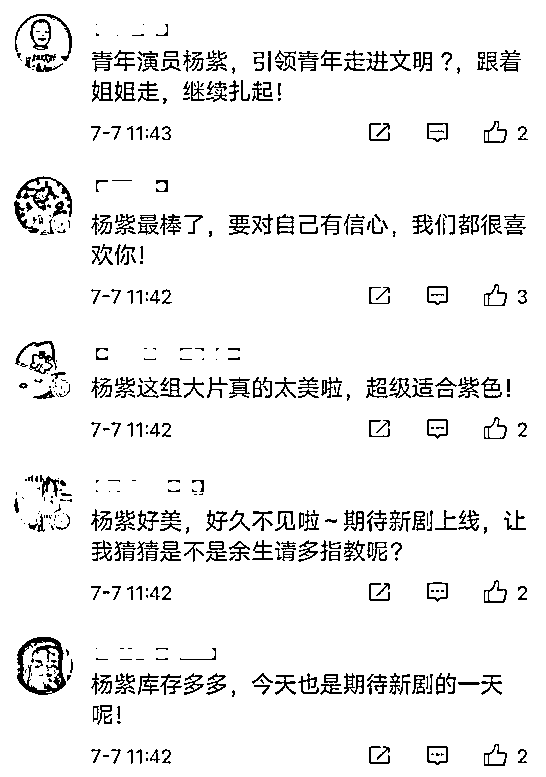 青年演员杨紫，引领青年走进文明？，跟着
姐姐走，继续扎起！
7-7 11:43
2
杨紫最棒了，要对自己有信心，我们都很喜
欢你！
7-7 11:42
3
杨紫这组大片真的太美啦，超级适合紫色！
7-7 11:42
2
杨紫好美，好久不见啦～期待新剧上线，让
我猜猜是不是余生请多指教呢？
7-7 11:42
2
杨紫库存多多，今天也是期待新剧的一天
呢！
7-7 11:42
2